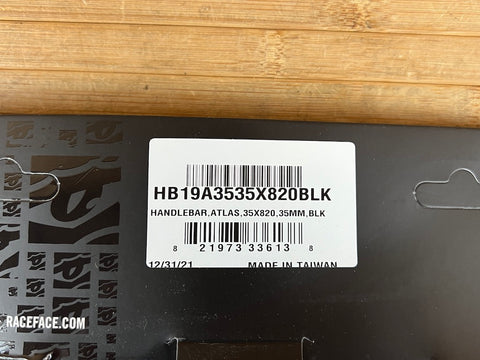 HB19A3535X820BLK
HANDLEBAR,ATLAS,35X820,35MM,BLK
8 21973 33613 8
12/31/21 MADE IN TAIWAN
RACEFACE.COM